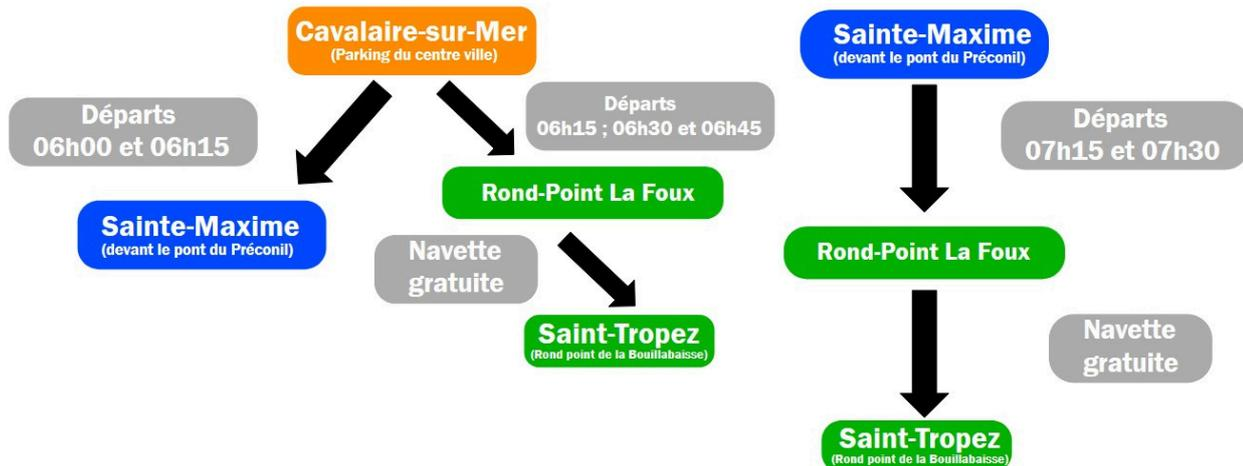 Cavalaire-sur-Mer
(Parking du centre ville)
Départs
06h00 et 06h15
Départs
06h15 ; 06h30 et 06h45
Sainte-Maxime
(devant le pont du Préconil)
Rond-Point La Foux
Navette
gratuite
Saint-Tropez
(Rond point de la Bouillabaisse)
Sainte-Maxime
(devant le pont du Préconil)
Départs
07h15 et 07h30
Rond-Point La Foux
Navette
gratuite
Saint-Tropez
(Rond point de la Bouillabaisse)